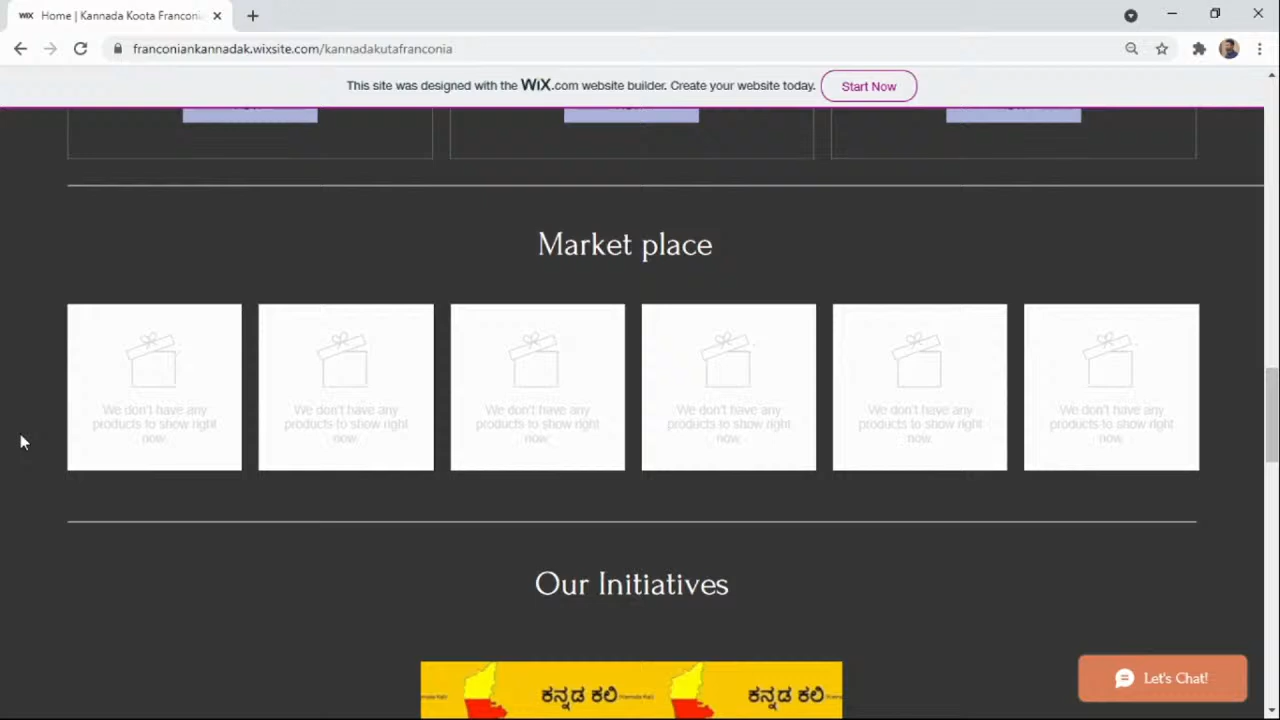 WiX Home | Kannada Koota Franconi
franconiankannadak.wixsite.com/kannadakutafranconia
This site was designed with the WiX.com website builder. Create your website today. Start Now
Market place
We don't have any products to show right now.
We don't have any products to show right now.
We don't have any products to show right now.
We don't have any products to show right now.
We don't have any products to show right now.
We don't have any products to show right now.
Our Initiatives
Let's Chat!
ಕನ್ನಡ ಕಲಿ (Kannada Kali) ಕನ್ನಡ ಕಲಿ